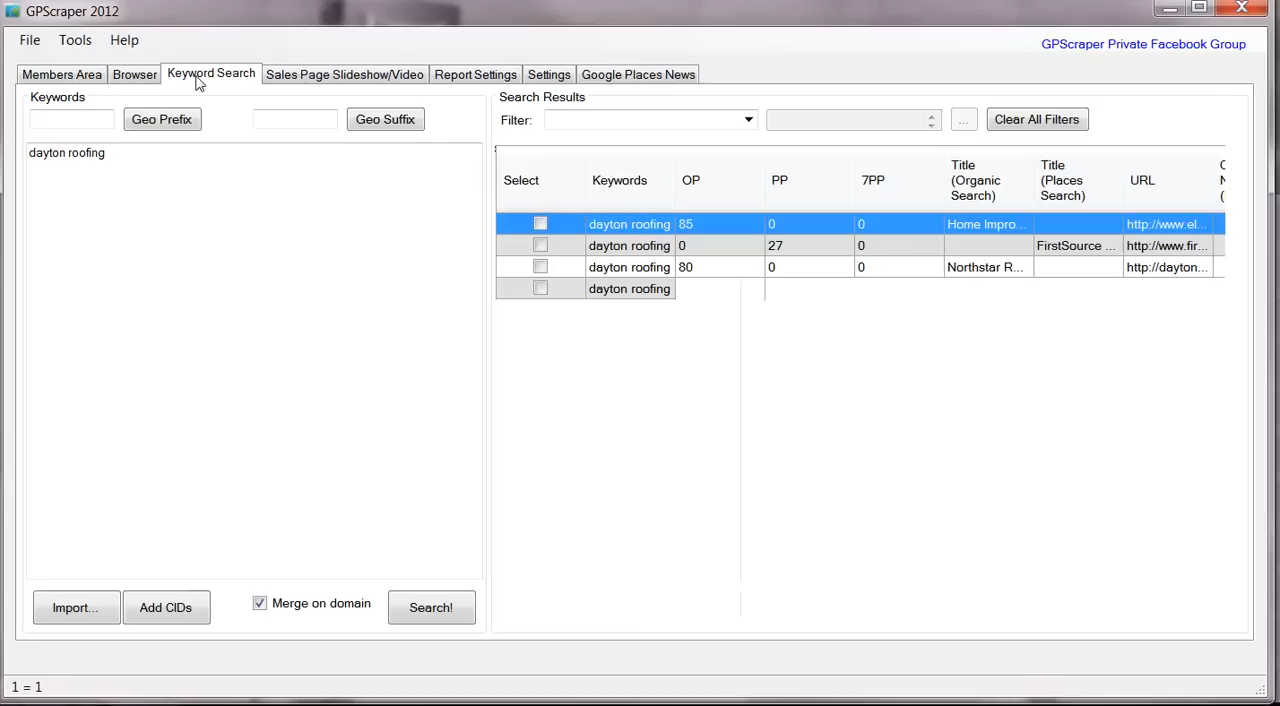 GPScraper 2012
File Tools Help
GPScraper Private Facebook Group
Members Area Browser Keyword Search Sales Page Slideshow/Video Report Settings Settings Google Places News
Keywords
Geo Prefix Geo Suffix
dayton roofing
Import... Add CIDs Merge on domain Search!
Search Results
Filter: ... Clear All Filters
Select Keywords OP PP 7PP Title (Organic Search) Title (Places Search) URL
dayton roofing 85 0 0 Home Impro... http://www.el...
dayton roofing 0 27 0 FirstSource ... http://www.fir...
dayton roofing 80 0 0 Northstar R... http://dayton...
dayton roofing
1 = 1